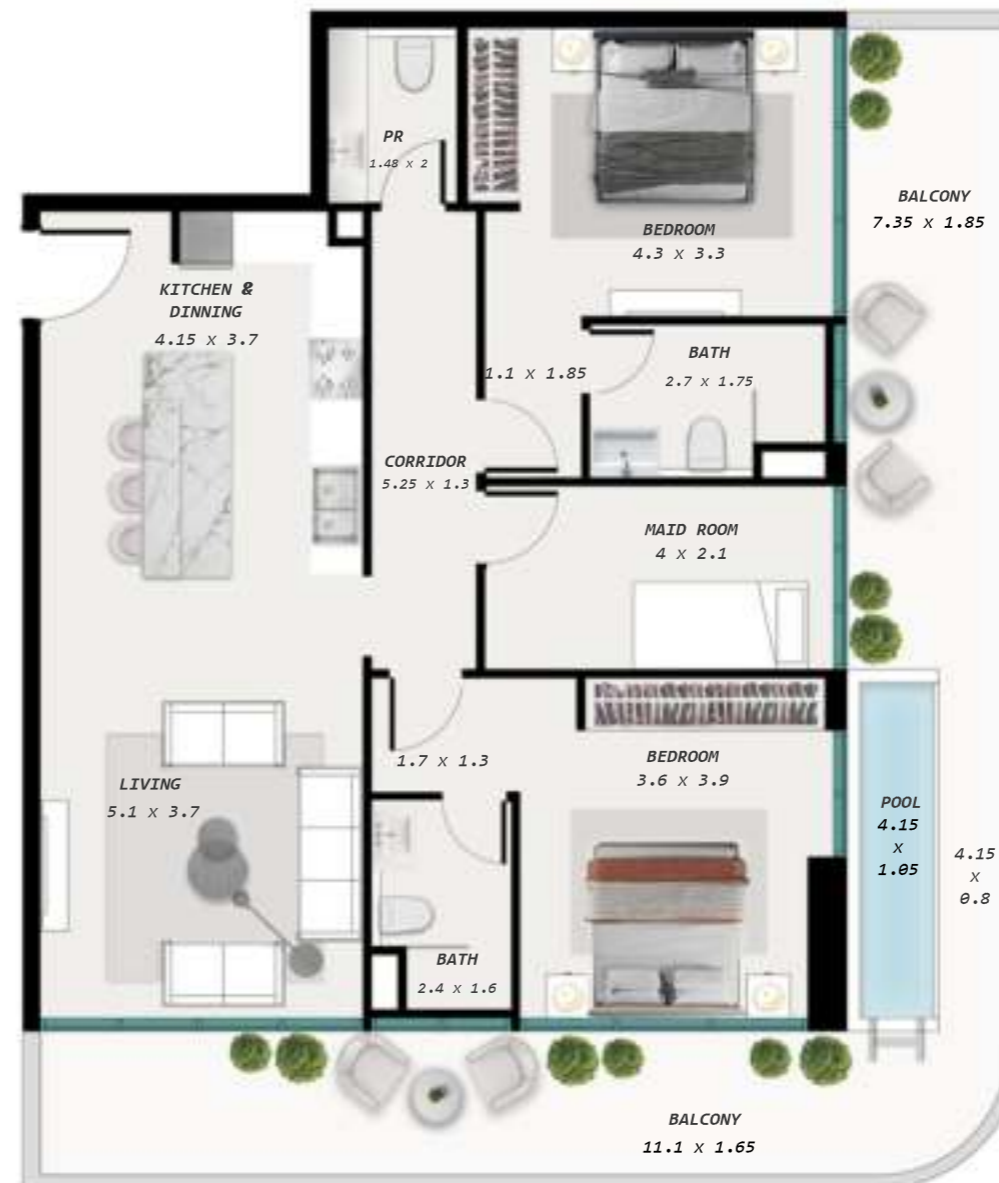 PR
1.48 x 2
BEDROOM
4.3 x 3.3
BALCONY
7.35 x 1.85
KITCHEN &
DINNING
4.15 x 3.7
BATH
2.7 x 1.75
1.1 x 1.85
CORRIDOR
5.25 x 1.3
MAID ROOM
4 x 2.1
1.7 x 1.3
BEDROOM
3.6 x 3.9
LIVING
5.1 x 3.7
POOL
4.15
x
1.05
4.15
x
0.8
BATH
2.4 x 1.6
BALCONY
11.1 x 1.65